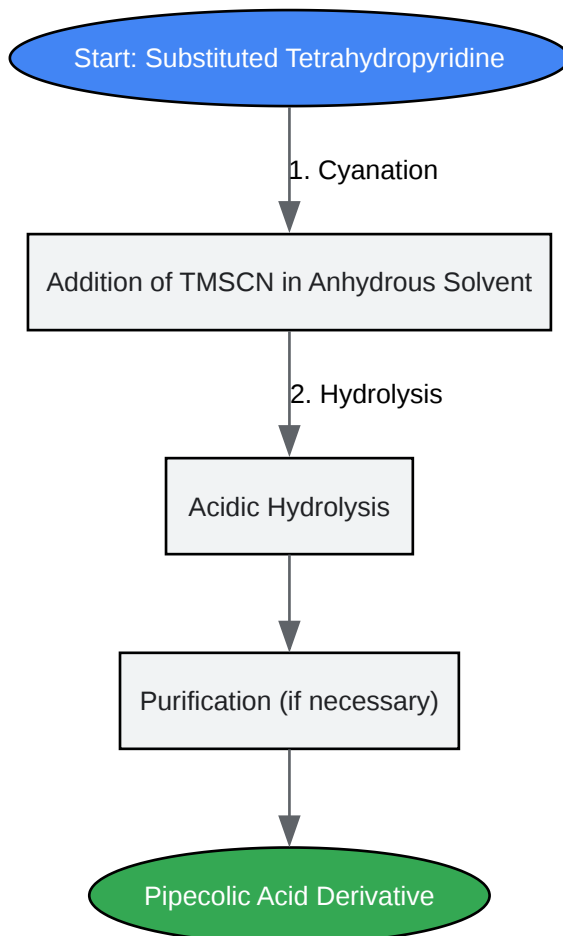 Start: Substituted Tetrahydropyridine
1. Cyanation
Addition of TMSCN in Anhydrous Solvent
2. Hydrolysis
Acidic Hydrolysis
Purification (if necessary)
Pipecolic Acid Derivative